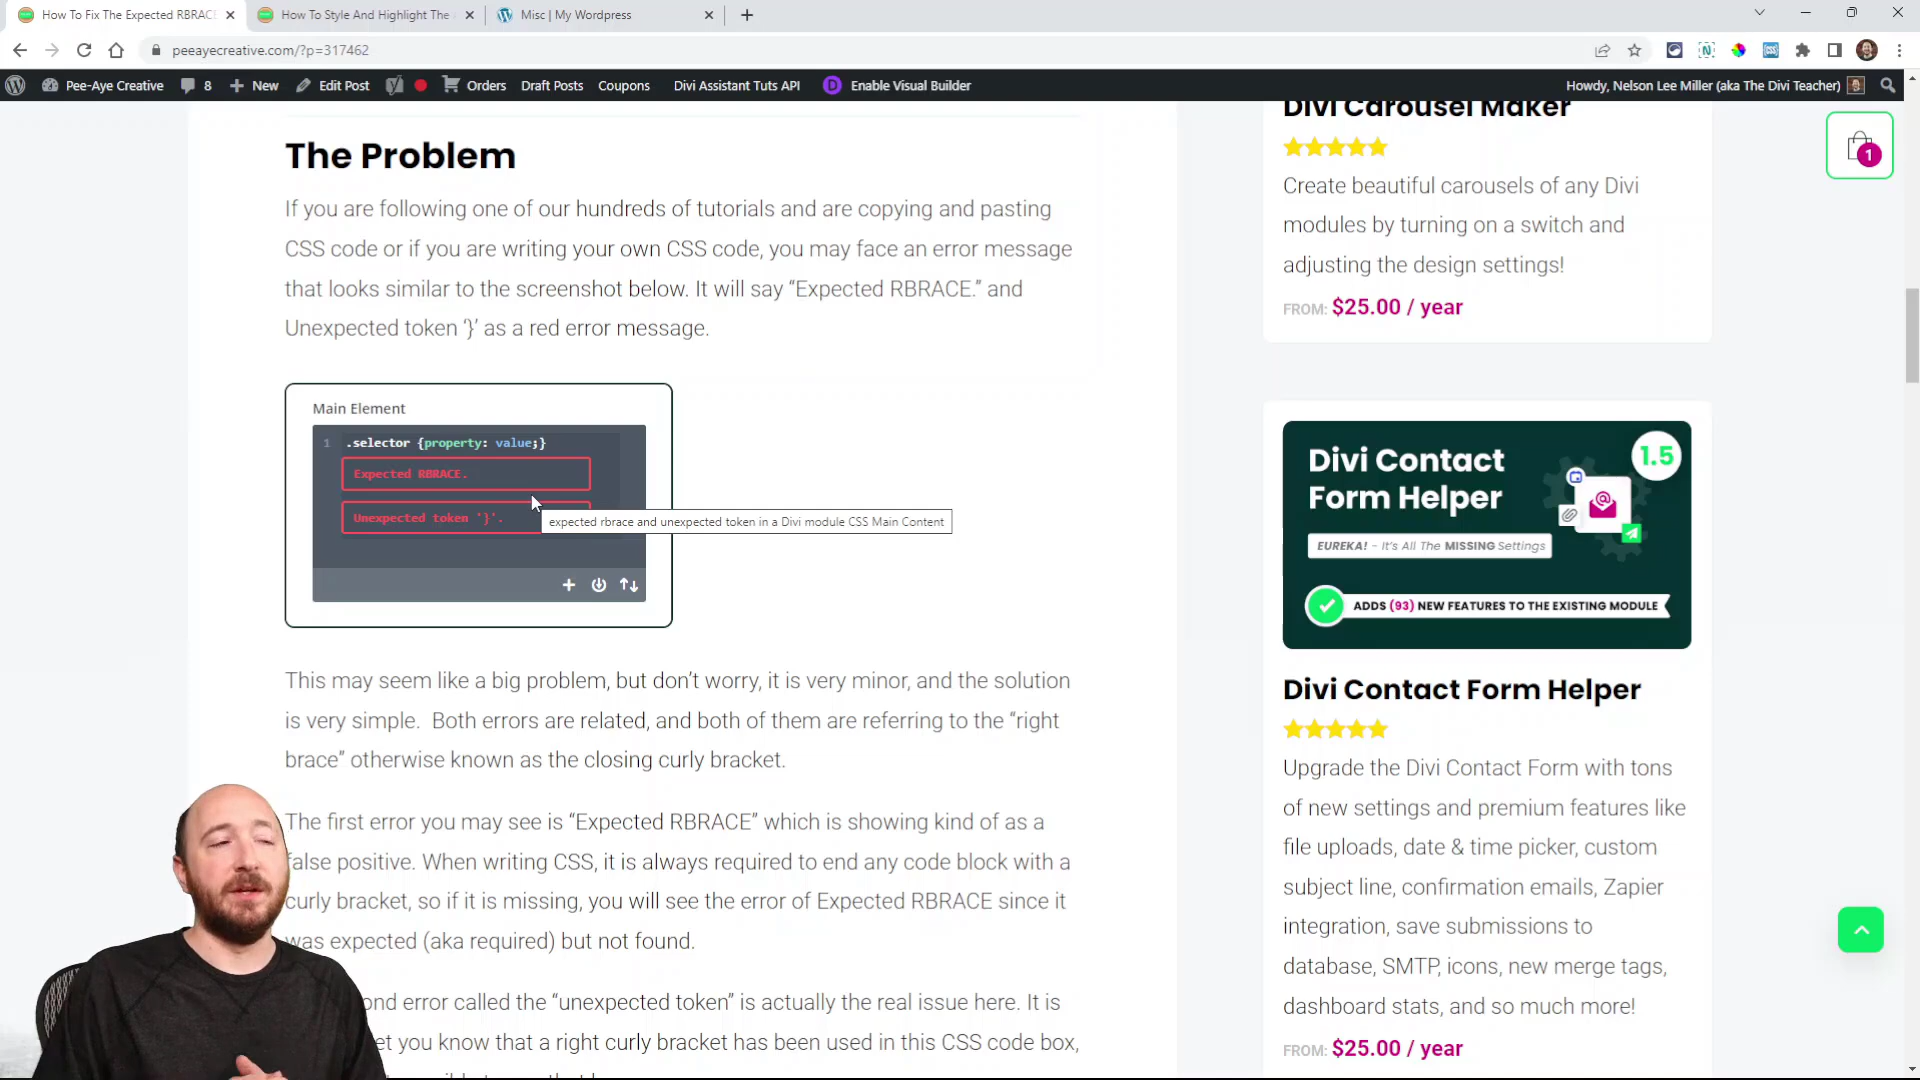 How To Fix The Expected RBRACE
How To Style And Highlight The
Misc | My Wordpress
peeayecreative.com/?p=317462
Pee-Aye Creative
8
New
Edit Post
Orders
Draft Posts
Coupons
Divi Assistant Tuts API
D
Enable Visual Builder
Howdy, Nelson Lee Miller (aka The Divi Teacher)
The Problem
If you are following one of our hundreds of tutorials and are copying and pasting
CSS code or if you are writing your own CSS code, you may face an error message
that looks similar to the screenshot below. It will say “Expected RBRACE.” and
Unexpected token ‘}’ as a red error message.
Main Element
1 .selector {property: value;}
Expected RBRACE.
Unexpected token '}'.
expected rbrace and unexpected token in a Divi module CSS Main Content
This may seem like a big problem, but don’t worry, it is very minor, and the solution
is very simple. Both errors are related, and both of them are referring to the “right
brace” otherwise known as the closing curly bracket.
The first error you may see is “Expected RBRACE” which is showing kind of as a
false positive. When writing CSS, it is always required to end any code block with a
curly bracket, so if it is missing, you will see the error of Expected RBRACE since it
was expected (aka required) but not found.
ond error called the “unexpected token” is actually the real issue here. It is
et you know that a right curly bracket has been used in this CSS code box,
Divi Carousel Maker
Create beautiful carousels of any Divi
modules by turning on a switch and
adjusting the design settings!
FROM: $25.00 / year
1
Divi Contact
Form Helper
1.5
EUREKA! - It's All The MISSING Settings
ADDS (93) NEW FEATURES TO THE EXISTING MODULE
Divi Contact Form Helper
Upgrade the Divi Contact Form with tons
of new settings and premium features like
file uploads, date & time picker, custom
subject line, confirmation emails, Zapier
integration, save submissions to
database, SMTP, icons, new merge tags,
dashboard stats, and so much more!
FROM: $25.00 / year